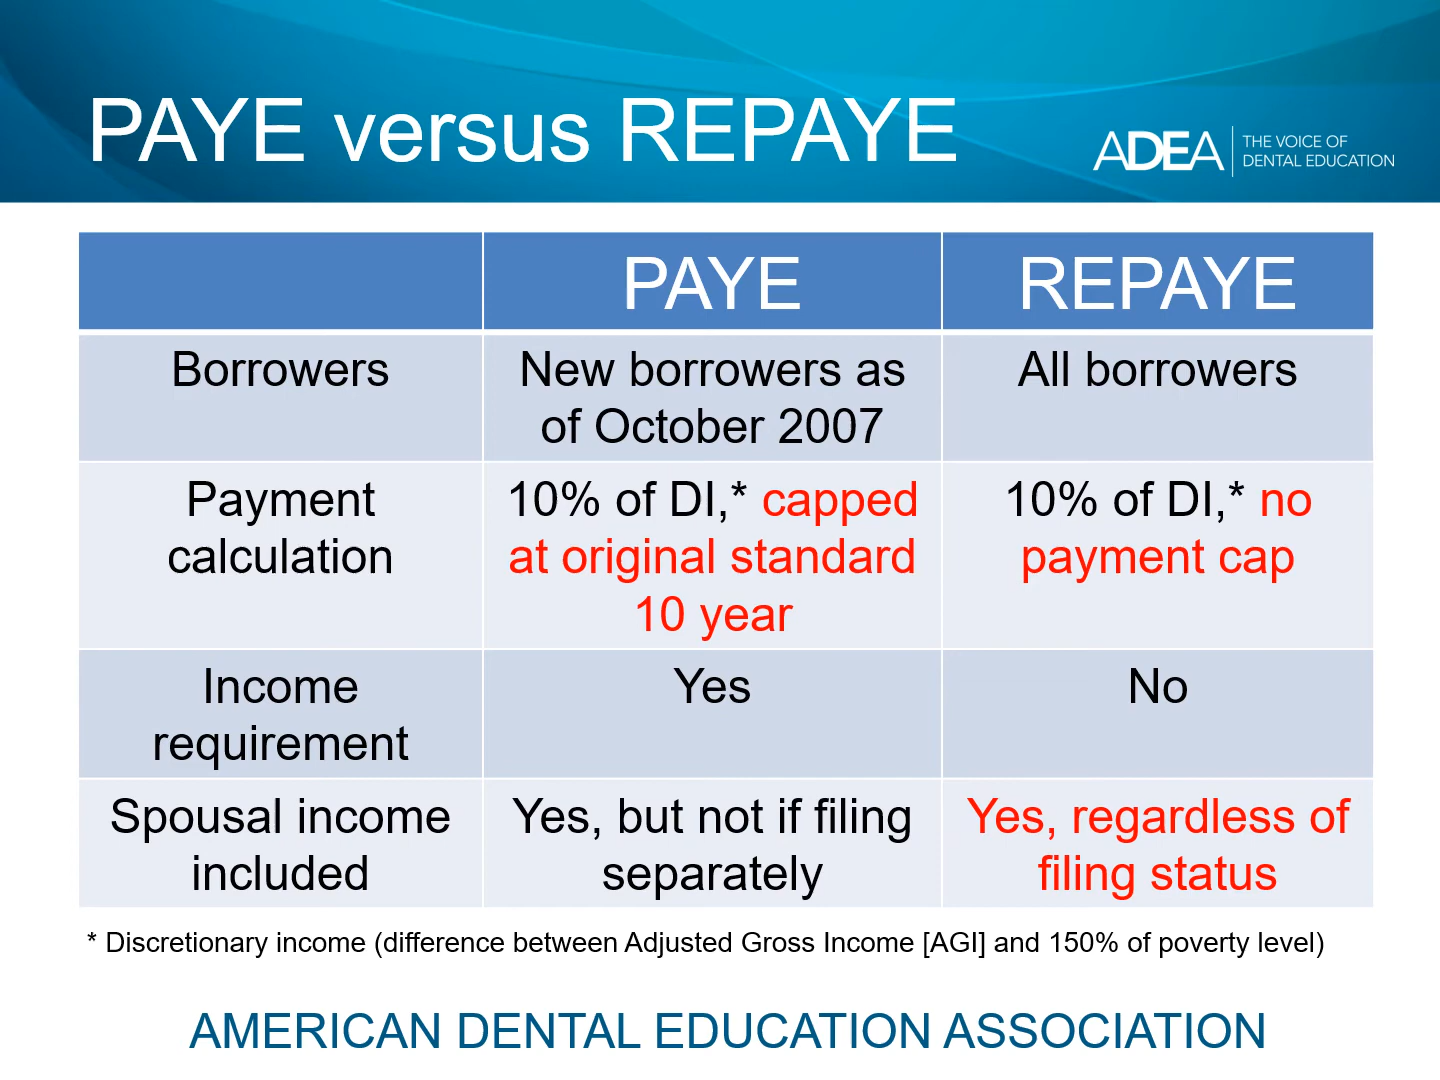 PAYE versus REPAYE
ADEA
THE VOICE OF
DENTAL EDUCATION
PAYE
REPAYE
Borrowers
New borrowers as
of October 2007
All borrowers
Payment
calculation
10% of DI,* capped
at original standard
10 year
10% of DI,* no
payment cap
Income
requirement
Yes
No
Spousal income
included
Yes, but not if filing
separately
Yes, regardless of
filing status
* Discretionary income (difference between Adjusted Gross Income [AGI] and 150% of poverty level)
AMERICAN DENTAL EDUCATION ASSOCIATION